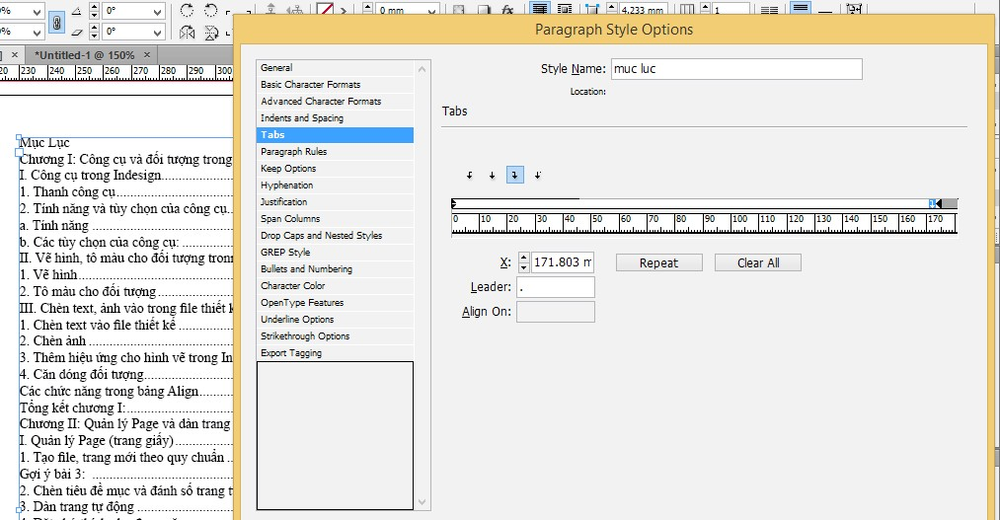 0%
0°
0 mm
4.233 mm
1
0%
0°
*Untitled-1 @ 150%
230 240 250 260 270 280 290 300
Mục Lục
Chương I: Công cụ và đối tượng trong
I. Công cụ trong Indesign
1. Thanh công cụ
2. Tính năng và tùy chọn của công cụ
a. Tính năng
b. Các tùy chọn của công cụ:
II. Vẽ hình, tô màu cho đối tượng
1. Vẽ hình
2. Tô màu cho đối tượng
III. Chèn text, ảnh vào trong file thiết
1. Chèn text vào file thiết kế
2. Chèn ảnh
3. Thêm hiệu ứng cho hình vẽ trong In
4. Căn dóng đối tượng
Các chức năng trong bảng Align
Tổng kết chương I:
Chương II: Quản lý Page và dàn trang
I. Quản lý Page (trang giấy)
1. Tạo file, trang mới theo quy chuẩn
Gợi ý bài 3:
2. Chèn tiêu đề mục và đánh số trang
3. Dàn trang tự động
Paragraph Style Options
General
Basic Character Formats
Advanced Character Formats
Indents and Spacing
Tabs
Paragraph Rules
Keep Options
Hyphenation
Justification
Span Columns
Drop Caps and Nested Styles
GREP Style
Bullets and Numbering
Character Color
OpenType Features
Underline Options
Strikethrough Options
Export Tagging
Style Name: muc luc
Location:
Tabs
0 10 20 30 40 50 60 70 80 90 100 110 120 130 140 150 160 170
X: 171.803 m
Repeat
Clear All
Leader: .
Align On: